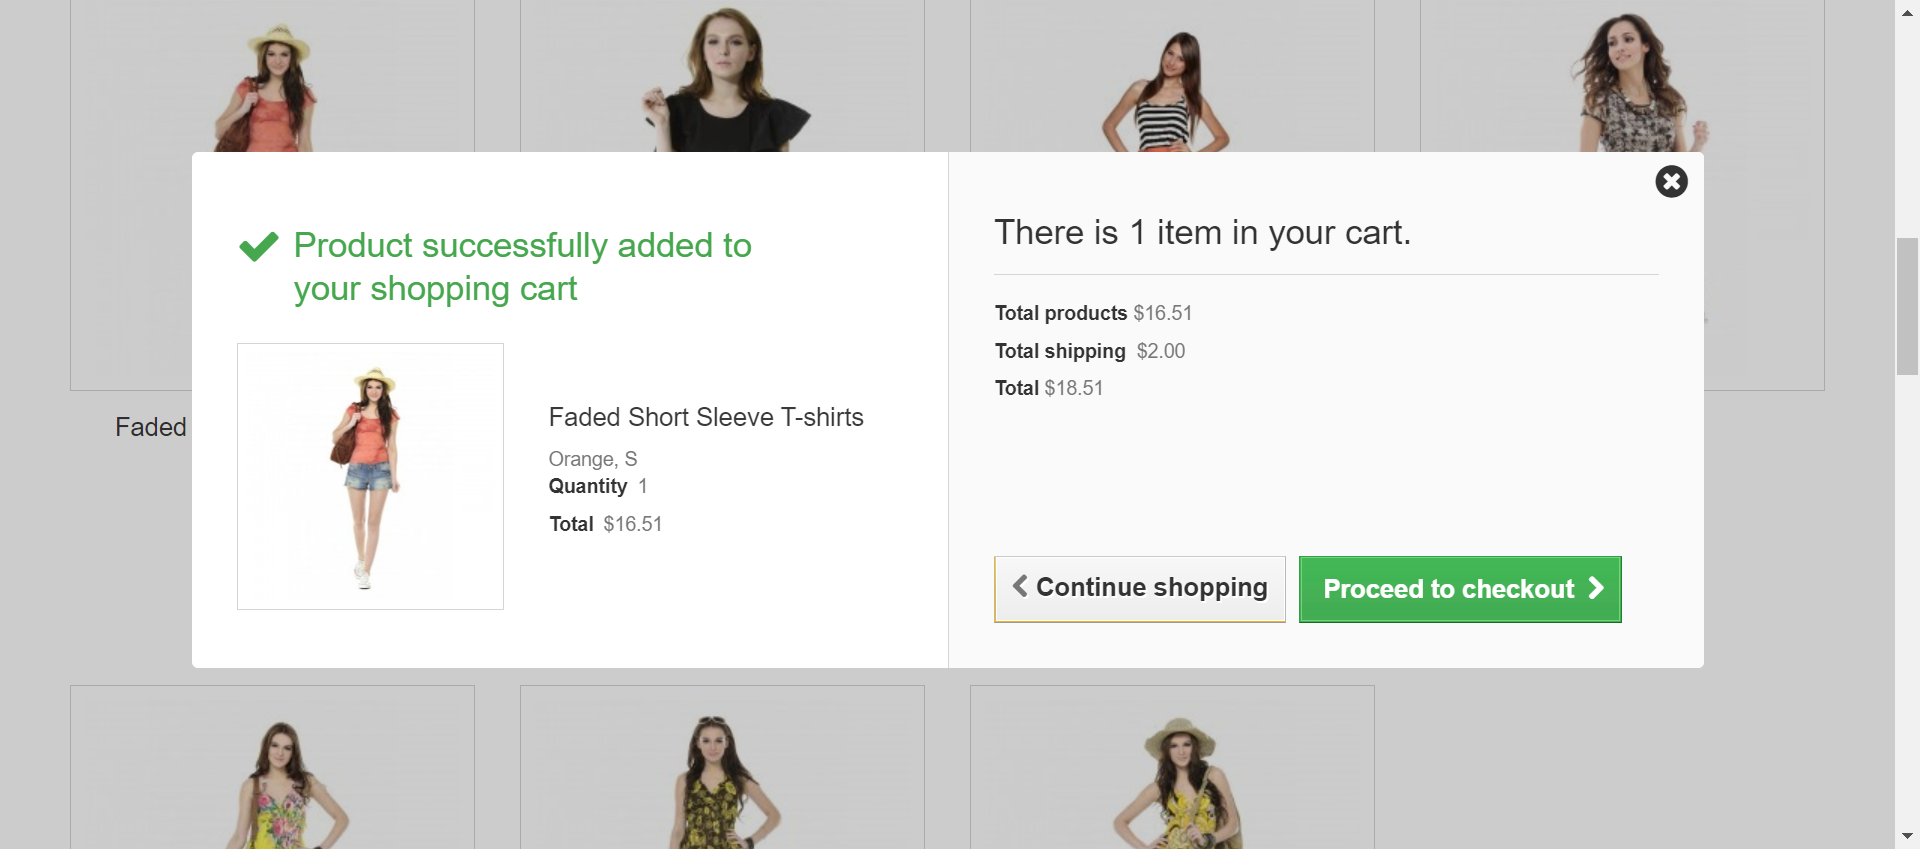 Product successfully added to
your shopping cart
Faded Short Sleeve T-shirts
Orange, S
Quantity 1
Total $16.51
There is 1 item in your cart.
Total products $16.51
Total shipping $2.00
Total $18.51
Continue shopping
Proceed to checkout
Faded